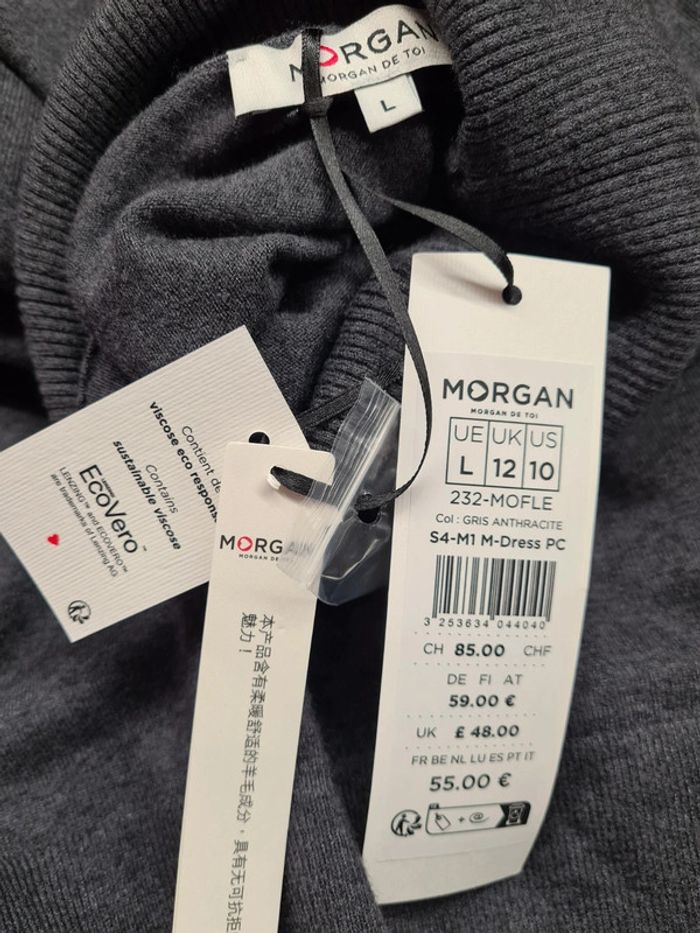 MORGAN
MORGAN DE TOI
L
MORGAN
MORGAN DE TOI
UE UK US
L 12 10
232-MOFLE
Col : GRIS ANTHRACITE
S4-M1 M-Dress PC
3 253634 044040
CH 85.00 CHF
DE FI AT
59.00 €
UK £ 48.00
FR BE NL LU ES PT IT
55.00 €
+ @
Contient de
viscose eco respons
Contains
sustainable viscose
LENZING
EcoVero™
LENZING™ and ECOVERO™
are trademarks of Lenzing AG
MORGAN
MORGAN DE
本产品含有柔暖舒适的羊毛成分，具有无可抗拒
魅力！